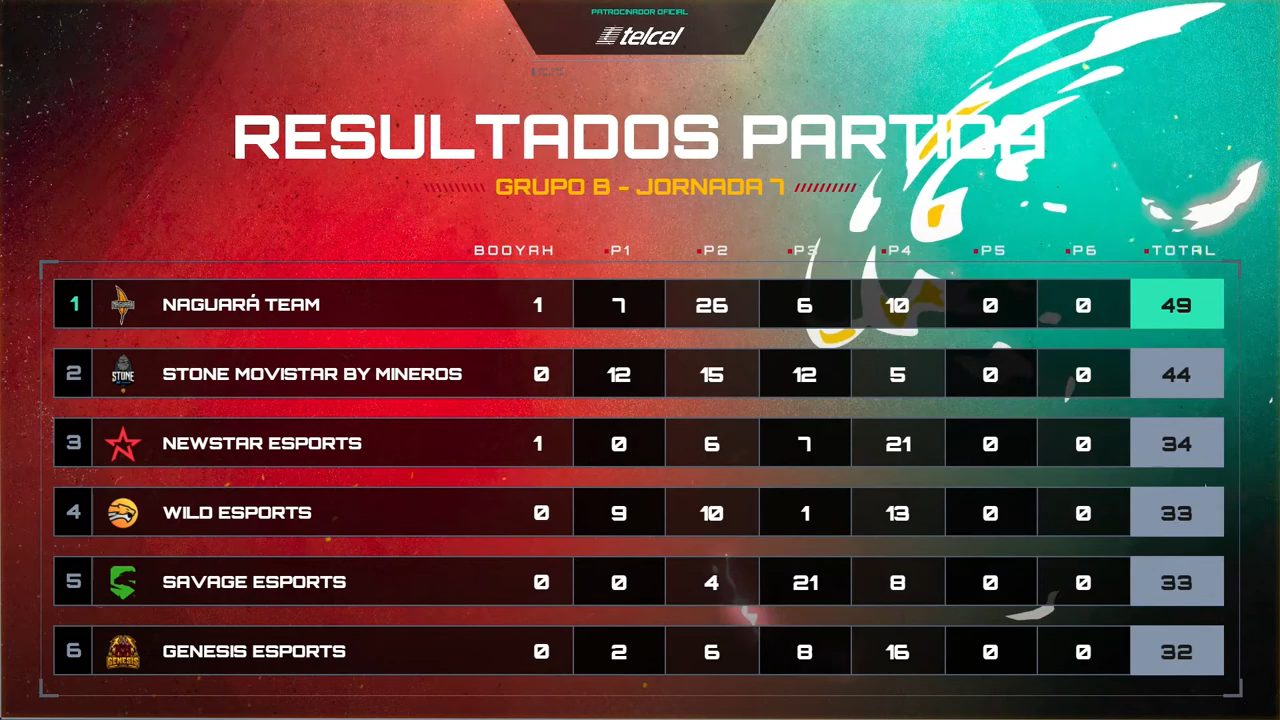 PATROCINADOR OFICIAL
telcel
RESULTADOS PARTIDA
GRUPO B - JORNADA 7
BOOYAH P1 P2 P3 P4 P5 P6 TOTAL
1 NAGUARÁ TEAM 1 7 26 6 10 0 0 49
2 STONE STONE MOVISTAR BY MINEROS 0 12 15 12 5 0 0 44
3 NEWSTAR ESPORTS 1 0 6 7 21 0 0 34
4 WILD ESPORTS 0 9 10 1 13 0 0 33
5 SAVAGE ESPORTS 0 0 4 21 8 0 0 33
6 GENESIS GENESIS ESPORTS 0 2 6 8 16 0 0 32